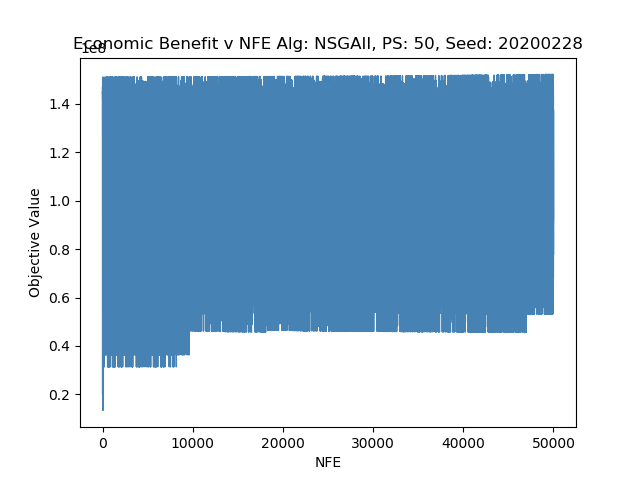 Economic Benefit v NFE Alg: NSGAII, PS: 50, Seed: 20200228
1e8
1.4
1.2
1.0
0.8
0.6
0.4
0.2
Objective Value
0 10000 20000 30000 40000 50000
NFE